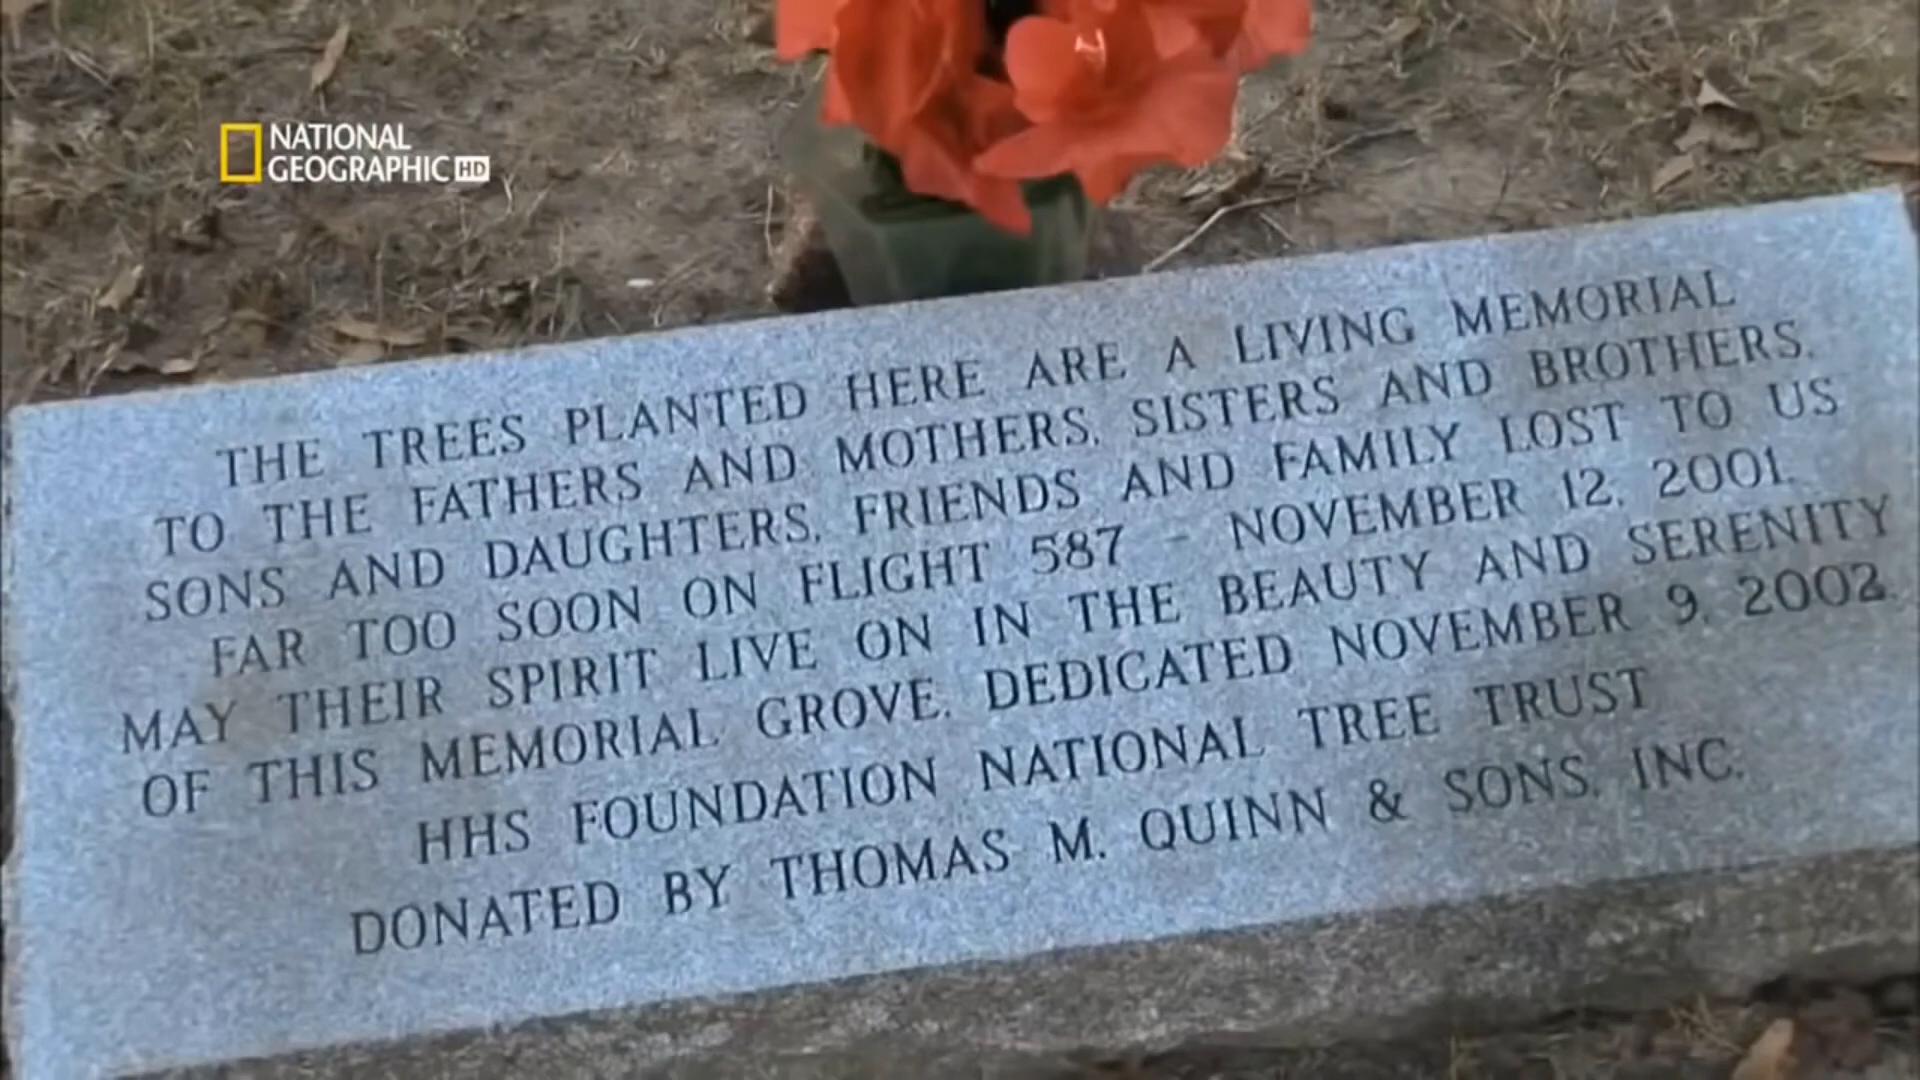 NATIONAL
GEOGRAPHIC HD
THE TREES PLANTED HERE ARE A LIVING MEMORIAL
TO THE FATHERS AND MOTHERS, SISTERS AND BROTHERS,
SONS AND DAUGHTERS, FRIENDS AND FAMILY LOST TO US
FAR TOO SOON ON FLIGHT 587 - NOVEMBER 12, 2001.
MAY THEIR SPIRIT LIVE ON IN THE BEAUTY AND SERENITY
OF THIS MEMORIAL GROVE. DEDICATED NOVEMBER 9, 2002.
HHS FOUNDATION NATIONAL TREE TRUST
DONATED BY THOMAS M. QUINN & SONS, INC.